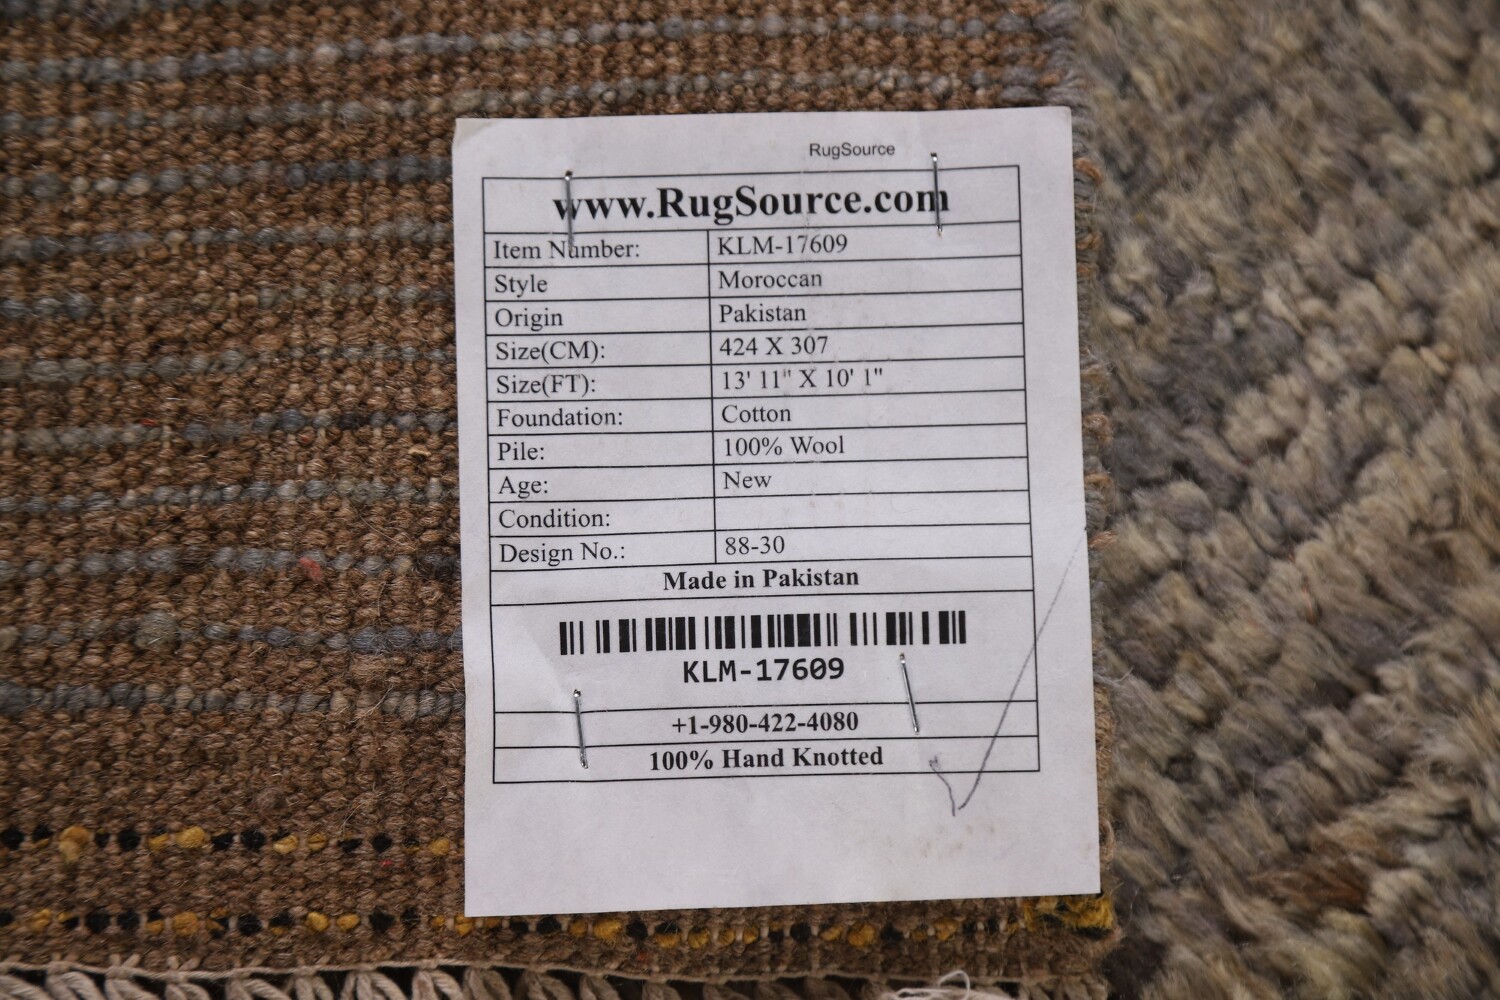 RugSource
www.RugSource.com
Item Number: KLM-17609
Style Moroccan
Origin Pakistan
Size(CM): 424 X 307
Size(FT): 13' 11" X 10' 1"
Foundation: Cotton
Pile: 100% Wool
Age: New
Condition:
Design No.: 88-30
Made in Pakistan
KLM-17609
+1-980-422-4080
100% Hand Knotted